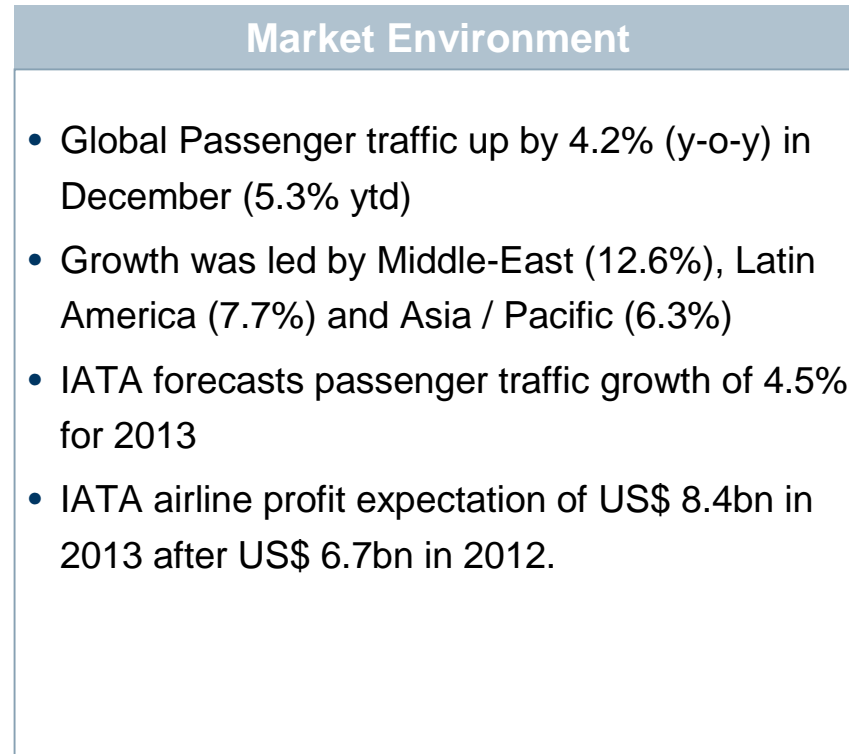 Market Environment
• Global Passenger traffic up by 4.2% (y-o-y) in
December (5.3% ytd)
• Growth was led by Middle-East (12.6%), Latin
America (7.7%) and Asia / Pacific (6.3%)
• IATA forecasts passenger traffic growth of 4.5%
for 2013
• IATA airline profit expectation of US$ 8.4bn in
2013 after US$ 6.7bn in 2012.